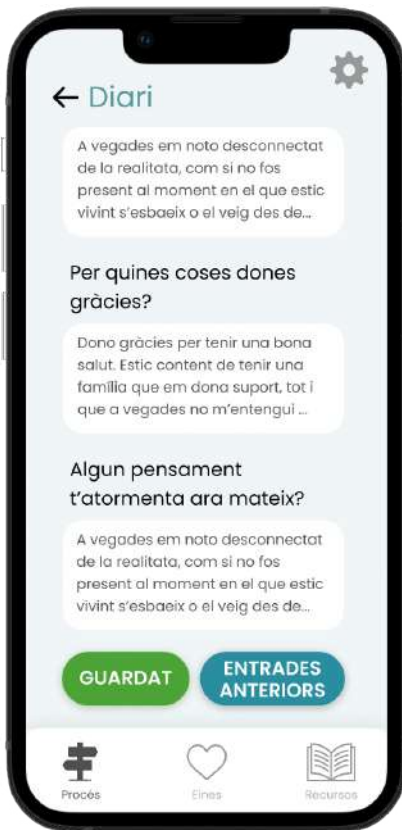 Diari
A vegades em noto desconnectat
de la realitata, com si no fos
present al moment en el que estic
vivint s'esbaeix o el veig des de...
Per quines coses dones
gràcies?
Dono gràcies per tenir una bona
salut. Estic content de tenir una
família que em dona suport, tot i
que a vegades no m'entengui ...
Algun pensament
t'atormenta ara mateix?
A vegades em noto desconnectat
de la realitata, com si no fos
present al moment en el que estic
vivint s'esbaeix o el veig des de...
GUARDAT
ENTRADES
ANTERIORS
Procés
Eines
Recursos